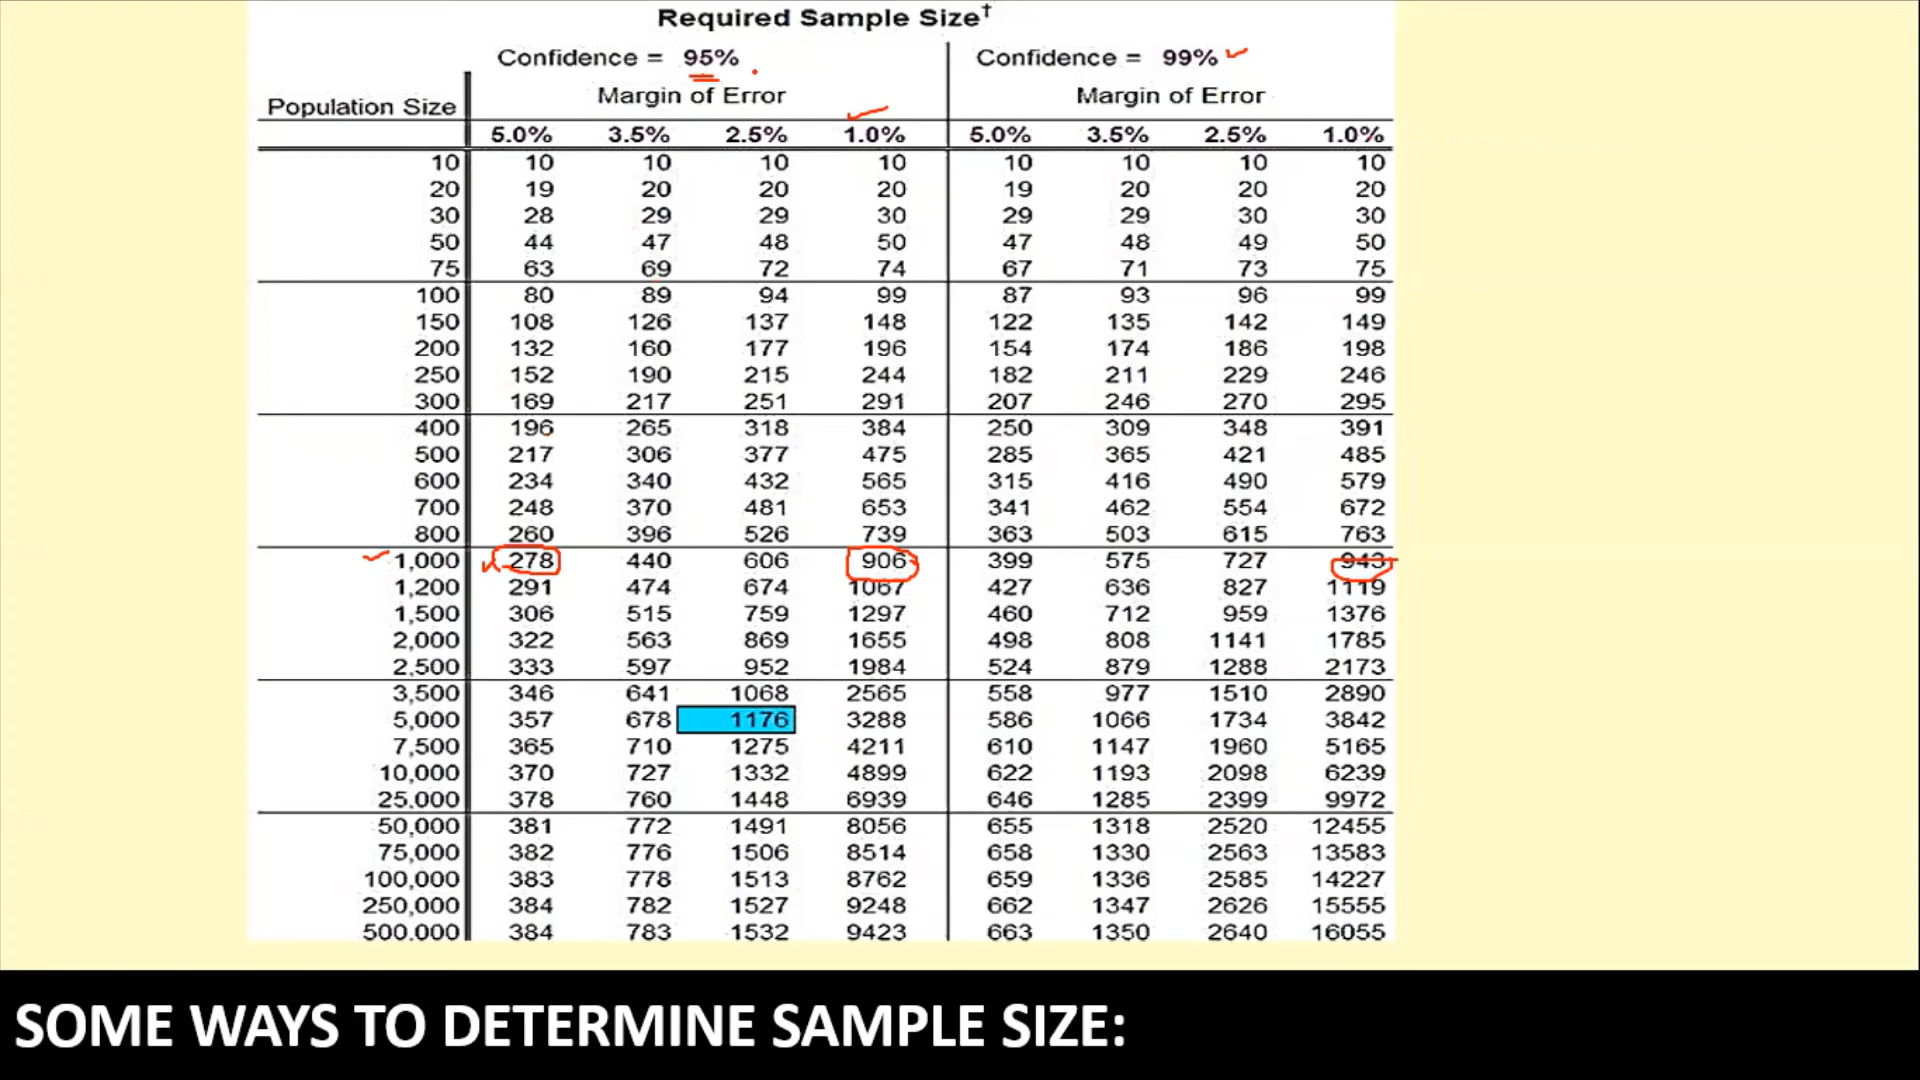 Required Sample Size†
Confidence = 95% Confidence = 99%
Population Size Margin of Error Margin of Error
5.0% 3.5% 2.5% 1.0% 5.0% 3.5% 2.5% 1.0%
10 10 10 10 10 10 10 10 10
20 19 20 20 20 19 20 20 20
30 28 29 29 30 29 29 30 30
50 44 47 48 50 47 48 49 50
75 63 69 72 74 67 71 73 75
100 80 89 94 99 87 93 96 99
150 108 126 137 148 122 135 142 149
200 132 160 177 196 154 174 186 198
250 152 190 215 244 182 211 229 246
300 169 217 251 291 207 246 270 295
400 196 265 318 384 250 309 348 391
500 217 306 377 475 285 365 421 485
600 234 340 432 565 315 416 490 579
700 248 370 481 653 341 462 554 672
800 260 396 526 739 363 503 615 763
1,000 278 440 606 906 399 575 727 943
1,200 291 474 674 1067 427 636 827 1119
1,500 306 515 759 1297 460 712 959 1376
2,000 322 563 869 1655 498 808 1141 1785
2,500 333 597 952 1984 524 879 1288 2173
3,500 346 641 1068 2565 558 977 1510 2890
5,000 357 678 1176 3288 586 1066 1734 3842
7,500 365 710 1275 4211 610 1147 1960 5165
10,000 370 727 1332 4899 622 1193 2098 6239
25,000 378 760 1448 6939 646 1285 2399 9972
50,000 381 772 1491 8056 655 1318 2520 12455
75,000 382 776 1506 8514 658 1330 2563 13583
100,000 383 778 1513 8762 659 1336 2585 14227
250,000 384 782 1527 9248 662 1347 2626 15555
500,000 384 783 1532 9423 663 1350 2640 16055
SOME WAYS TO DETERMINE SAMPLE SIZE: